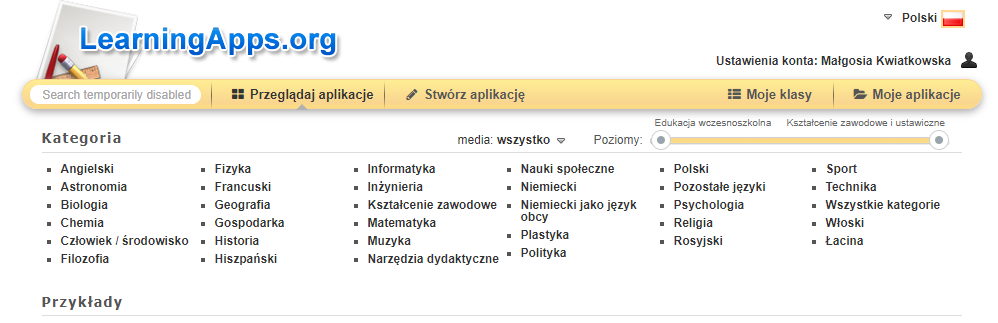 LearningApps.org
Polski
Ustawienia konta: Małgosia Kwiatkowska
Search temporarily disabled
Przeglądaj aplikacje
Stwórz aplikację
Moje klasy
Moje aplikacje
Kategoria
media: wszystko
Poziomy:
Edukacja wczesnoszkolna
Kształcenie zawodowe i ustawiczne
Angielski
Astronomia
Biologia
Chemia
Człowiek / środowisko
Filozofia
Fizyka
Francuski
Geografia
Gospodarka
Historia
Hiszpański
Informatyka
Inżynieria
Kształcenie zawodowe
Matematyka
Muzyka
Narzędzia dydaktyczne
Nauki społeczne
Niemiecki
Niemiecki jako język
obcy
Plastyka
Polityka
Polski
Pozostałe języki
Psychologia
Religia
Rosyjski
Sport
Technika
Wszystkie kategorie
Włoski
Łacina
Przykłady